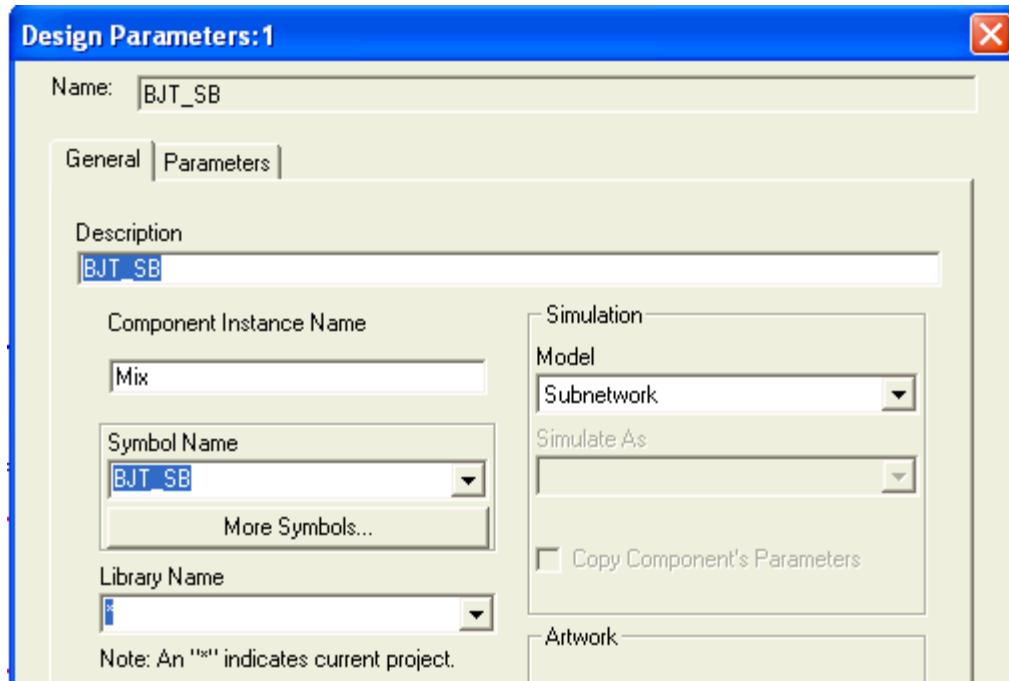 Design Parameters:1
Name: BJT_SB
General Parameters
Description
BJT_SB
Component Instance Name
Mix
Symbol Name
BJT_SB
More Symbols...
Library Name
*
Note: An "*" indicates current project.
Simulation
Model
Subnetwork
Simulate As
Copy Component's Parameters
Artwork